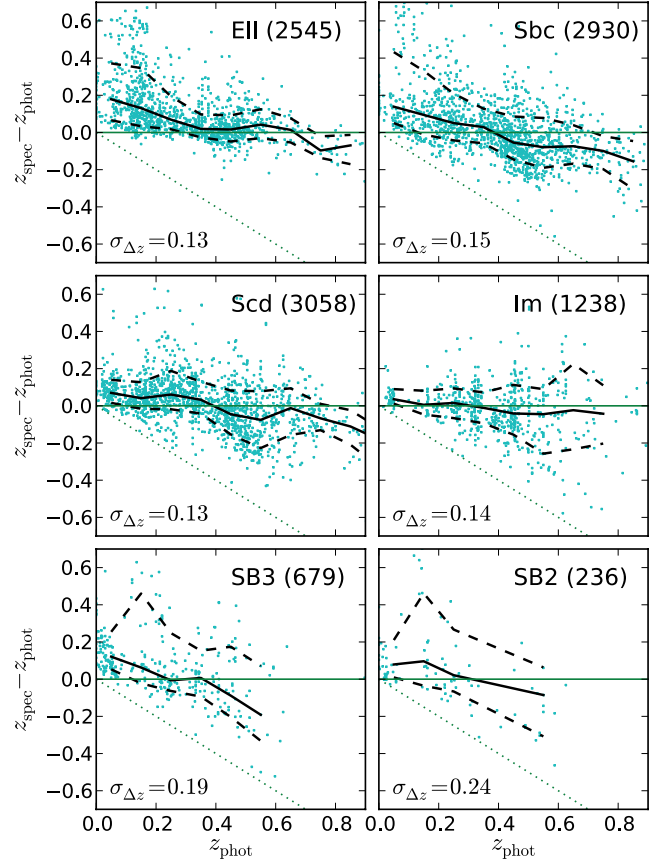 Ell (2545)
Sbc (2930)
0.6
0.4
0.2
0.0
−0.2
−0.4
−0.6
z_spec − z_phot
σ_Δz = 0.13
σ_Δz = 0.15
Scd (3058)
Im (1238)
0.6
0.4
0.2
0.0
−0.2
−0.4
−0.6
z_spec − z_phot
σ_Δz = 0.13
σ_Δz = 0.14
SB3 (679)
SB2 (236)
0.6
0.4
0.2
0.0
−0.2
−0.4
−0.6
z_spec − z_phot
σ_Δz = 0.19
σ_Δz = 0.24
0.0 0.2 0.4 0.6 0.8 0.0 0.2 0.4 0.6 0.8
z_phot z_phot